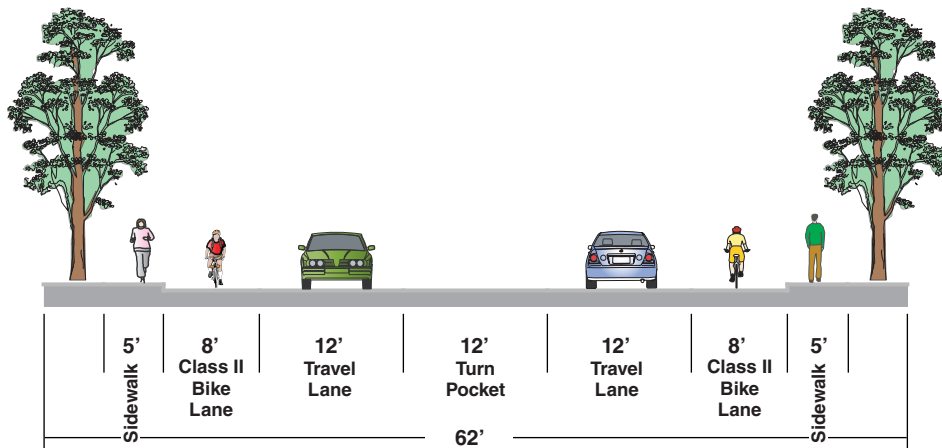 5'
Sidewalk
8'
Class II
Bike
Lane
12'
Travel
Lane
12'
Turn
Pocket
12'
Travel
Lane
8'
Class II
Bike
Lane
5'
Sidewalk
62'